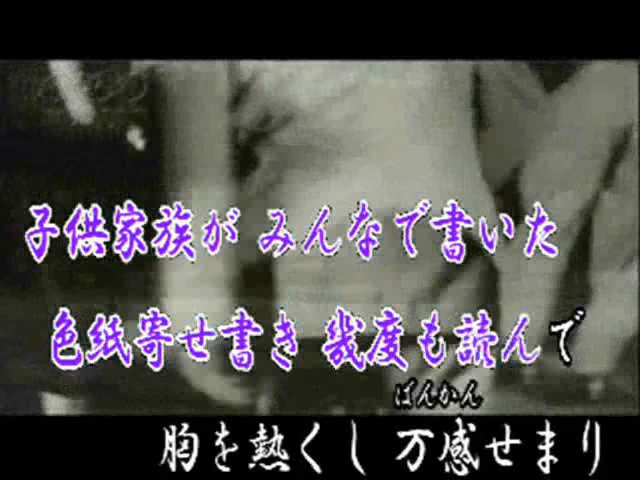 子供家族が みんなで書いた
色紙寄せ書き 幾度も読んで
ばんかん
胸を熱くし 万感せまり